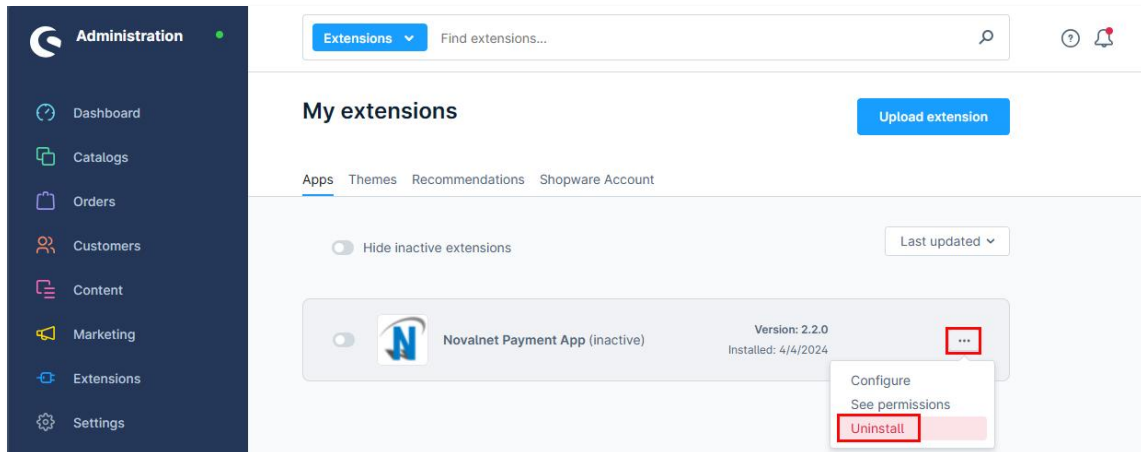 Administration
Dashboard
Catalogs
Orders
Customers
Content
Marketing
Extensions
Settings
Extensions
Find extensions...
My extensions
Upload extension
Apps Themes Recommendations Shopware Account
Hide inactive extensions
Last updated
N
Novalnet Payment App (inactive)
Version: 2.2.0
Installed: 4/4/2024
...
Configure
See permissions
Uninstall